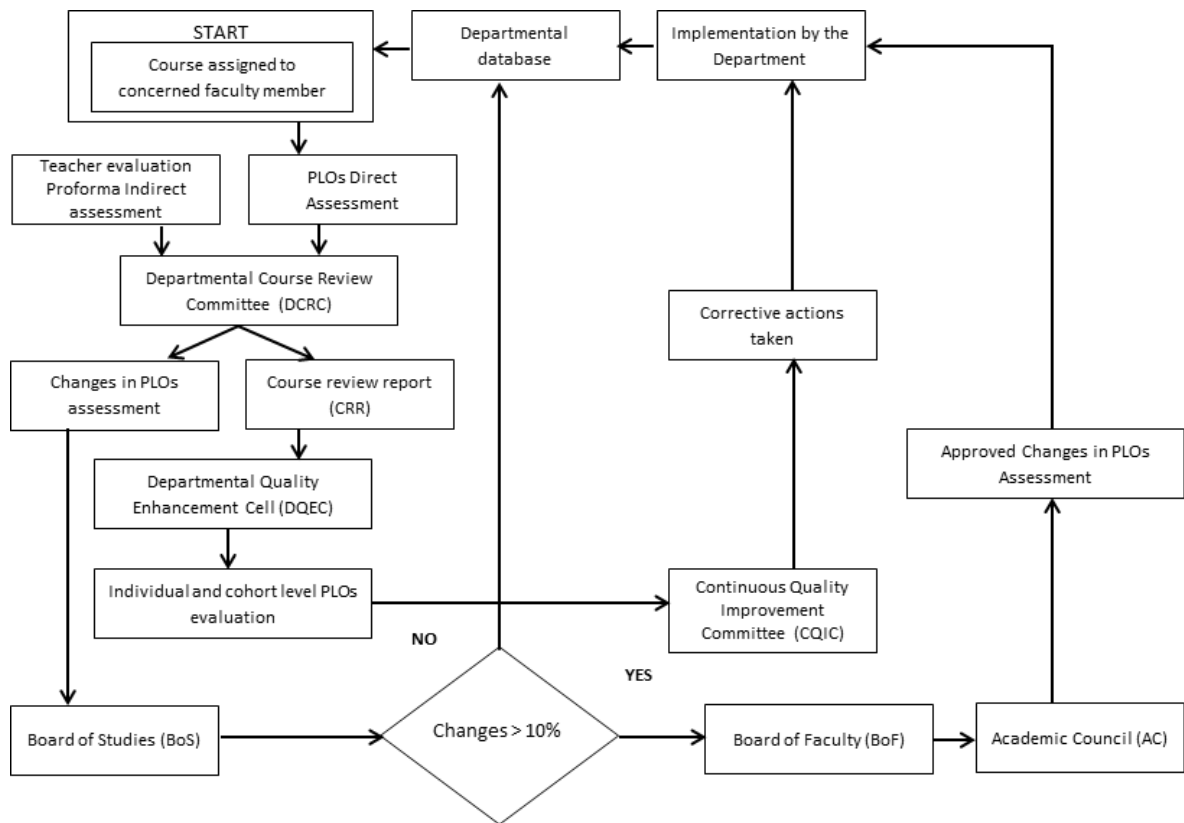 START
Course assigned to
concerned faculty member
Departmental
database
Implementation by the
Department
Teacher evaluation
Proforma Indirect
assessment
PLOs Direct
Assessment
Departmental Course Review
Committee (DCRC)
Corrective actions
taken
Changes in PLOs
assessment
Course review report
(CRR)
Approved Changes in PLOs
Assessment
Departmental Quality
Enhancement Cell (DQEC)
Individual and cohort level PLOs
evaluation
Continuous Quality
Improvement
Committee (CQIC)
NO
YES
Board of Studies (BoS)
Changes > 10%
Board of Faculty (BoF)
Academic Council (AC)